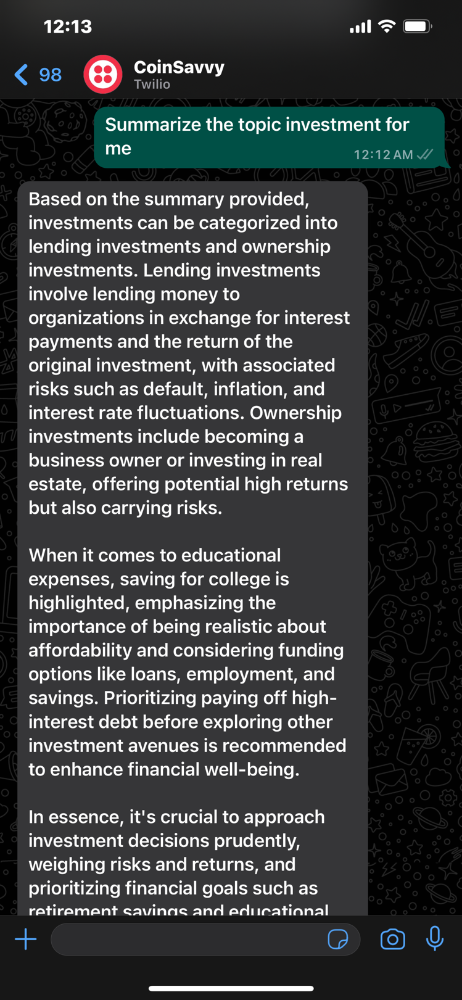 12:13
98
CoinSavvy
Twilio
Summarize the topic investment for
me
12:12 AM
Based on the summary provided,
investments can be categorized into
lending investments and ownership
investments. Lending investments
involve lending money to
organizations in exchange for interest
payments and the return of the
original investment, with associated
risks such as default, inflation, and
interest rate fluctuations. Ownership
investments include becoming a
business owner or investing in real
estate, offering potential high returns
but also carrying risks.
When it comes to educational
expenses, saving for college is
highlighted, emphasizing the
importance of being realistic about
affordability and considering funding
options like loans, employment, and
savings. Prioritizing paying off high-
interest debt before exploring other
investment avenues is recommended
to enhance financial well-being.
In essence, it's crucial to approach
investment decisions prudently,
weighing risks and returns, and
prioritizing financial goals such as
retirement savings and educational